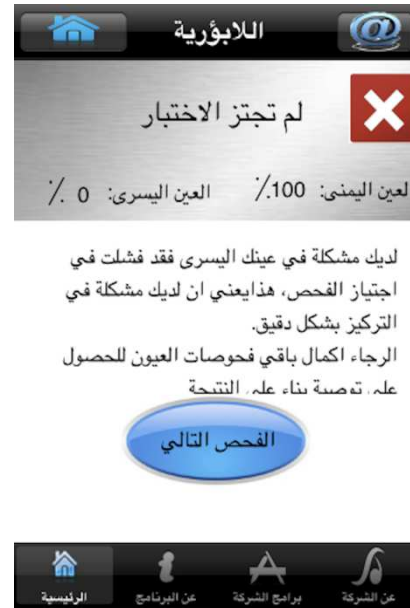 اللابؤرية
لم تجتز الاختبار
لعين اليمنى: 100٪
العين اليسرى: 0 ٪
لديك مشكلة في عينك اليسرى فقد فشلت في
اجتياز الفحص، هذايعني ان لديك مشكلة في
التركيز بشكل دقيق.
الرجاء اكمال باقي فحوصات العيون للحصول
على توصية بناء على النتيجة
الفحص التالي
عن الشركة
برامج الشركة
عن البرنامج
الرئيسية